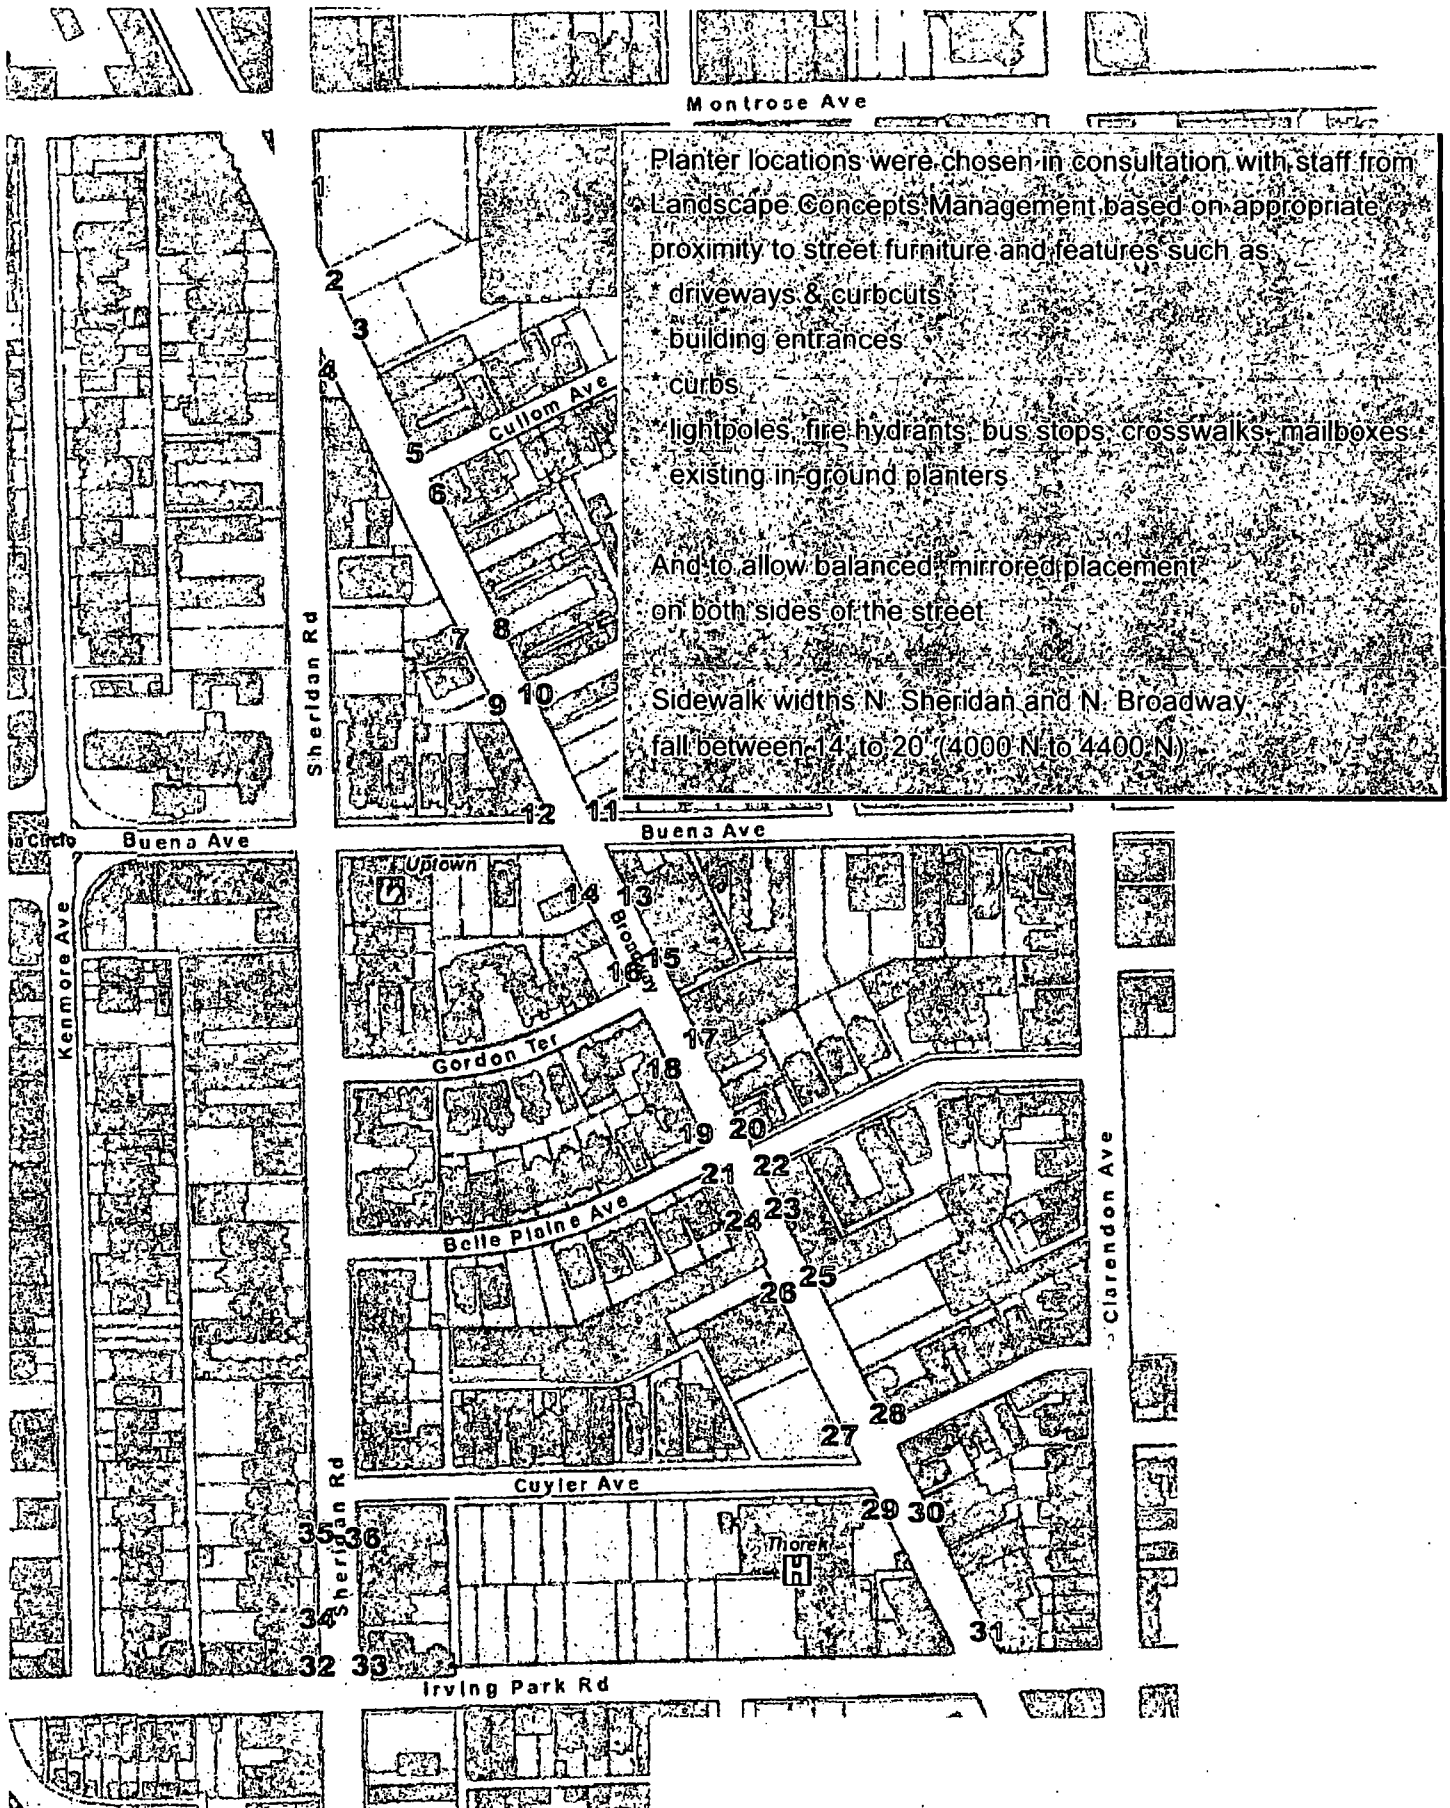 Montrose Ave
Planter locations were chosen in consultation with staff from
Landscape Concepts Management based on appropriate
proximity to street furniture and features such as
* driveways & curbcuts
* building entrances
* curbs
* lightpoles, fire hydrants, bus stops, crosswalks, mailboxes
* existing in-ground planters
And to allow balanced, mirrored placement
on both sides of the street
Sidewalk widths N. Sheridan and N. Broadway
fall between 14' to 20' (4000 N to 4400 N)
1
2
3
4
Cullom Ave
5
6
Sheridan Rd
7
8
9
10
12
11
Buena Ave
Buena Ave
Uptown
14
13
Broadway
Kenmore Ave
15
16
17
Gordon Ter
18
19
20
21
22
Belle Plaine Ave
23
24
Clarendon Ave
25
26
28
27
Cuyler Ave
29
30
Sheridan Rd
35
36
Thorek
H
34
31
32
33
Irving Park Rd